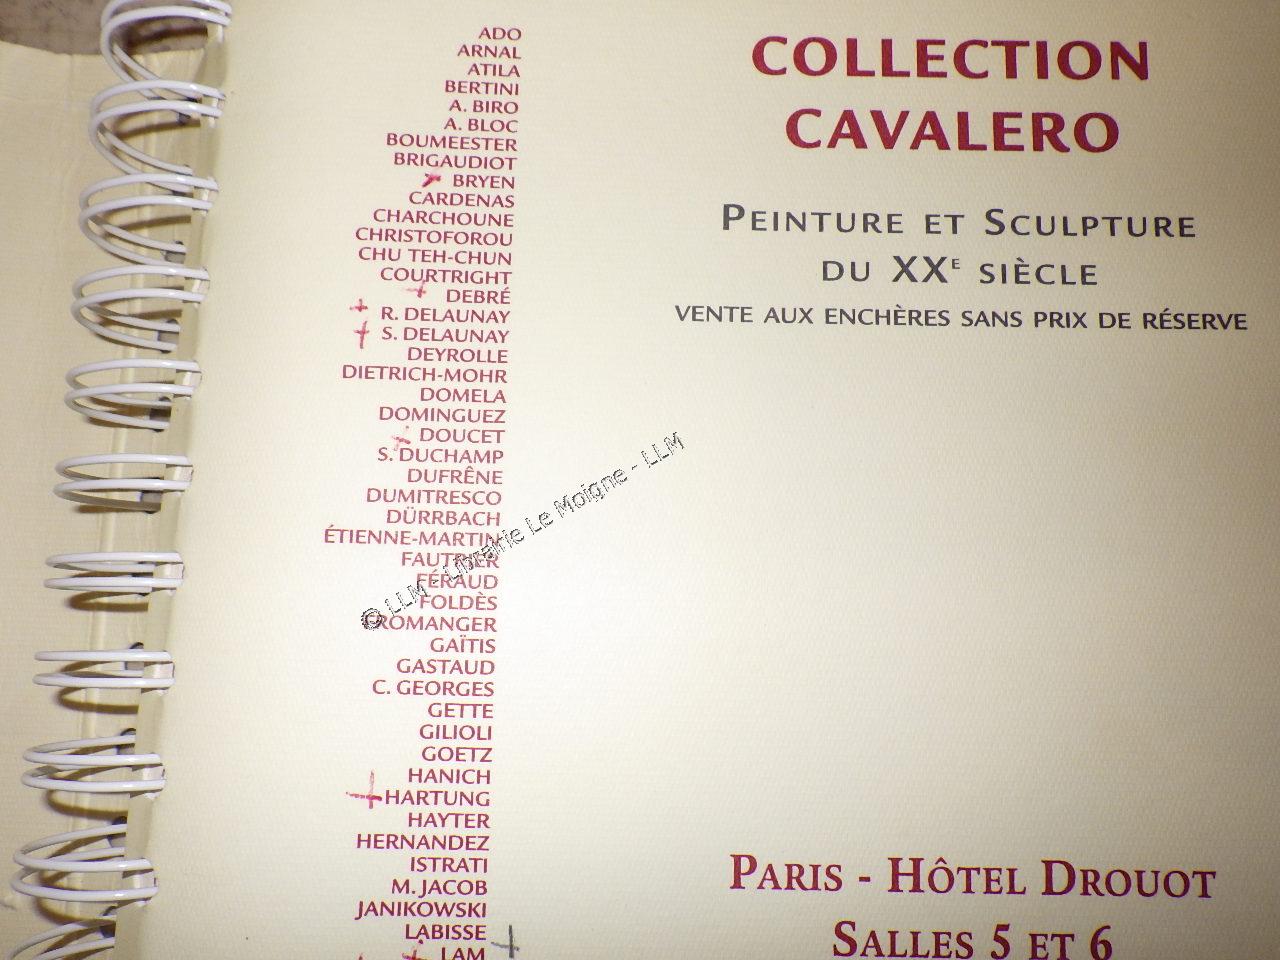 ADO
ARNAL
ATILA
BERTINI
A. BIRO
A. BLOC
BOUMEESTER
BRIGAUDIOT
BRYEN
CARDENAS
CHARCHOUNE
CHRISTOFOROU
CHU TEH-CHUN
COURTRIGHT
DEBRÉ
R. DELAUNAY
S. DELAUNAY
DEYROLLE
DIETRICH-MOHR
DOMELA
DOMINGUEZ
DOUCET
S. DUCHAMP
DUFRÊNE
DUMITRESCO
DÜRRBACH
ÉTIENNE-MARTIN
FAUTRIER
FÉRAUD
FOLDÈS
FROMANGER
GAÏTIS
GASTAUD
C. GEORGES
GETTE
GILIOLI
GOETZ
HANICH
HARTUNG
HAYTER
HERNANDEZ
ISTRATI
M. JACOB
JANIKOWSKI
LABISSE
LAM
COLLECTION
CAVALERO
PEINTURE ET SCULPTURE
DU XXE SIÈCLE
VENTE AUX ENCHÈRES SANS PRIX DE RÉSERVE
PARIS - HÔTEL DROUOT
SALLES 5 ET 6
© LLM - Librairie Le Moigne - LLM